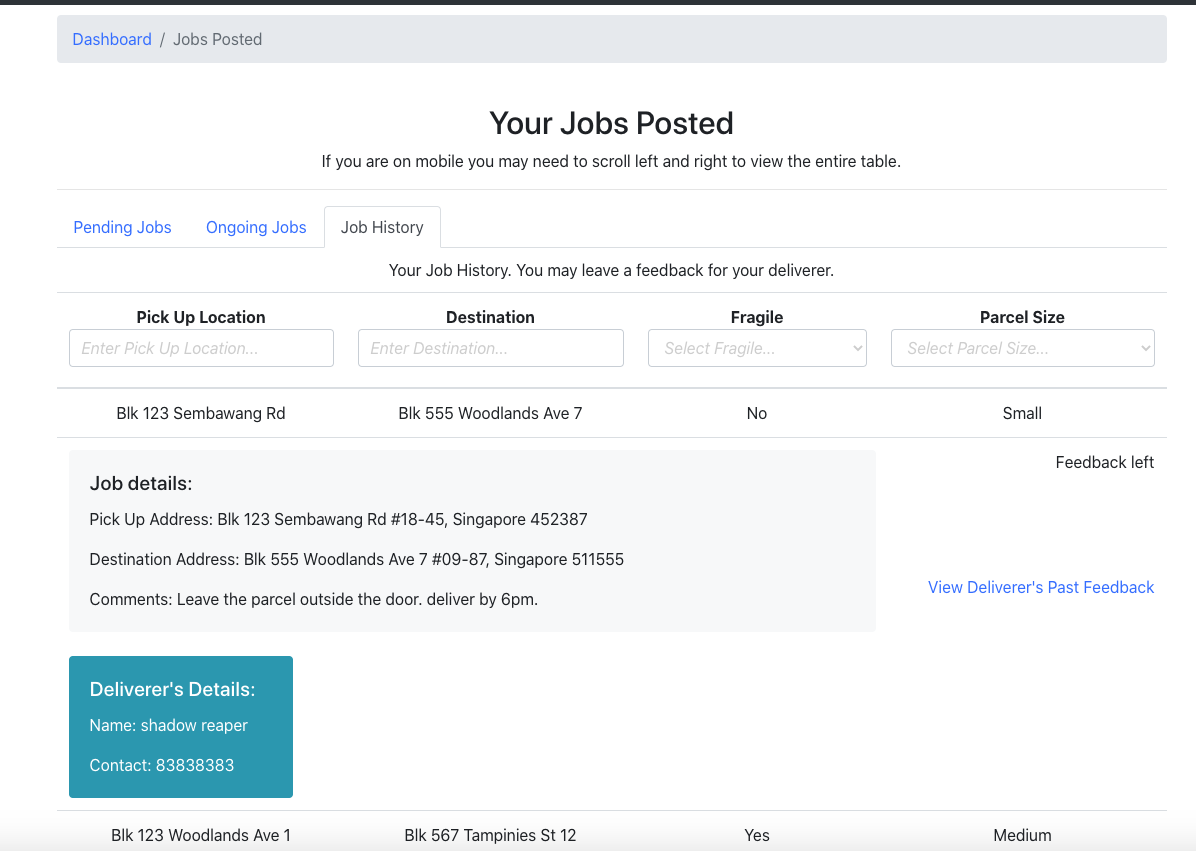 Dashboard / Jobs Posted
Your Jobs Posted
If you are on mobile you may need to scroll left and right to view the entire table.
Pending Jobs Ongoing Jobs Job History
Your Job History. You may leave a feedback for your deliverer.
Pick Up Location Destination Fragile Parcel Size
Enter Pick Up Location... Enter Destination... Select Fragile... Select Parcel Size...
Blk 123 Sembawang Rd Blk 555 Woodlands Ave 7 No Small
Feedback left
Job details:
Pick Up Address: Blk 123 Sembawang Rd #18-45, Singapore 452387
Destination Address: Blk 555 Woodlands Ave 7 #09-87, Singapore 511555
View Deliverer's Past Feedback
Comments: Leave the parcel outside the door. deliver by 6pm.
Deliverer's Details:
Name: shadow reaper
Contact: 83838383
Blk 123 Woodlands Ave 1 Blk 567 Tampinies St 12 Yes Medium